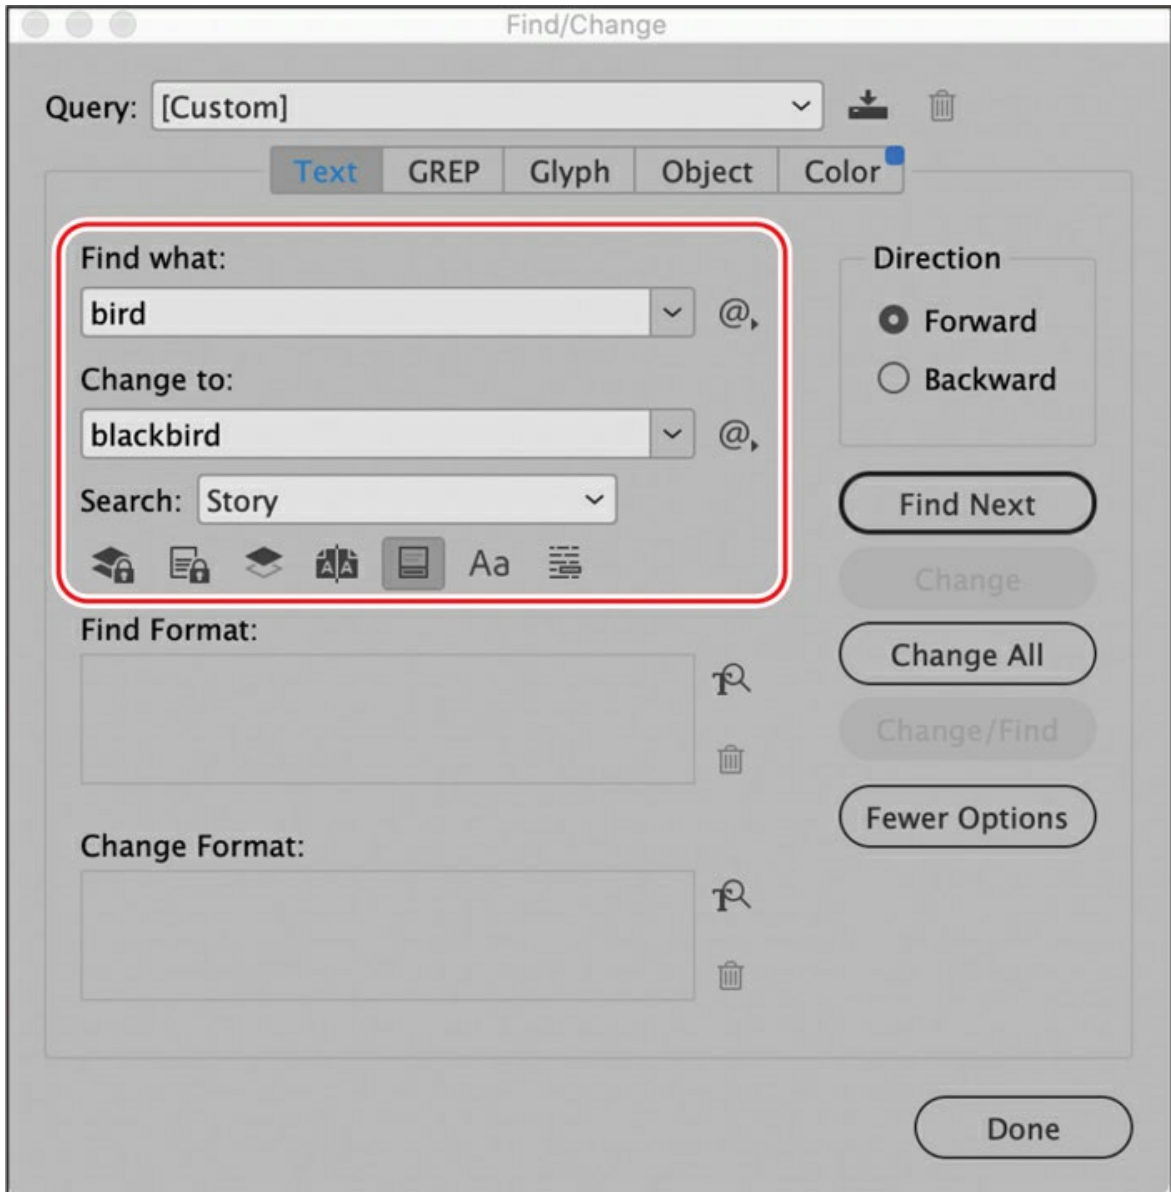 Find/Change
Query: [Custom]
Text GREP Glyph Object Color
Find what:
bird
@
Change to:
blackbird
@
Search: Story
A A Aa
Find Format:
T
Change Format:
T
Direction
Forward
Backward
Find Next
Change
Change All
Change/Find
Fewer Options
Done